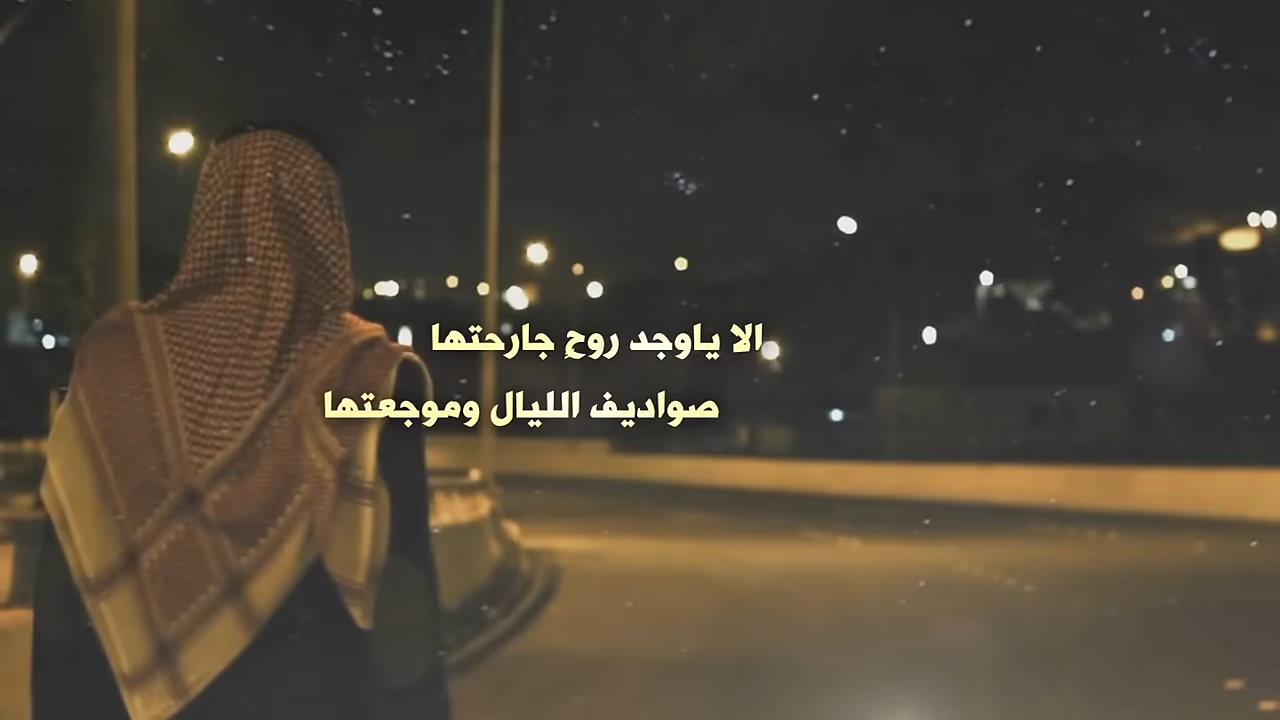 الا ياوجد روحٍ جارحتها
صواديف الليال وموجعتها